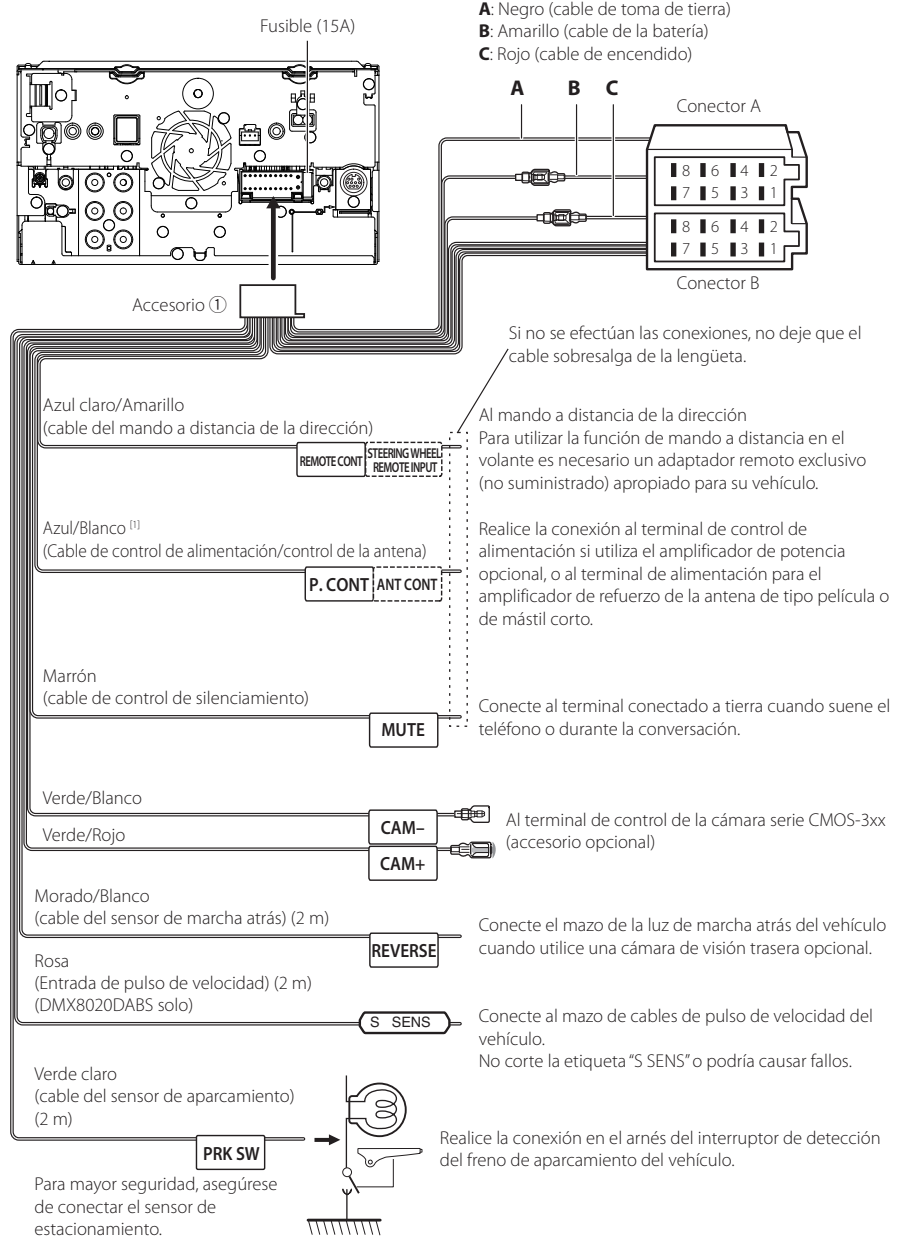 A: Negro (cable de toma de tierra)
B: Amarillo (cable de la batería)
C: Rojo (cable de encendido)
Fusible (15A)
A B C
Conector A
8 6 4 2
7 5 3 1
8 6 4 2
7 5 3 1
Conector B
Accesorio ①
Si no se efectúan las conexiones, no deje que el
cable sobresalga de la lengüeta.
Azul claro/Amarillo
(cable del mando a distancia de la dirección)
REMOTE CONT
STEERING WHEEL
REMOTE INPUT
Al mando a distancia de la dirección
Para utilizar la función de mando a distancia en el
volante es necesario un adaptador remoto exclusivo
(no suministrado) apropiado para su vehículo.
Azul/Blanco [1]
(Cable de control de alimentación/control de la antena)
P. CONT
ANT CONT
Realice la conexión al terminal de control de
alimentación si utiliza el amplificador de potencia
opcional, o al terminal de alimentación para el
amplificador de refuerzo de la antena de tipo película o
de mástil corto.
Marrón
(cable de control de silenciamiento)
MUTE
Conecte al terminal conectado a tierra cuando suene el
teléfono o durante la conversación.
Verde/Blanco
CAM–
Verde/Rojo
CAM+
Al terminal de control de la cámara serie CMOS-3xx
(accesorio opcional)
Morado/Blanco
(cable del sensor de marcha atrás) (2 m)
REVERSE
Conecte el mazo de la luz de marcha atrás del vehículo
cuando utilice una cámara de visión trasera opcional.
Rosa
(Entrada de pulso de velocidad) (2 m)
(DMX8020DABS solo)
S SENS
Conecte al mazo de cables de pulso de velocidad del
vehículo.
No corte la etiqueta “S SENS” o podría causar fallos.
Verde claro
(cable del sensor de aparcamiento)
(2 m)
PRK SW
Realice la conexión en el arnés del interruptor de detección
del freno de aparcamiento del vehículo.
Para mayor seguridad, asegúrese
de conectar el sensor de
estacionamiento.